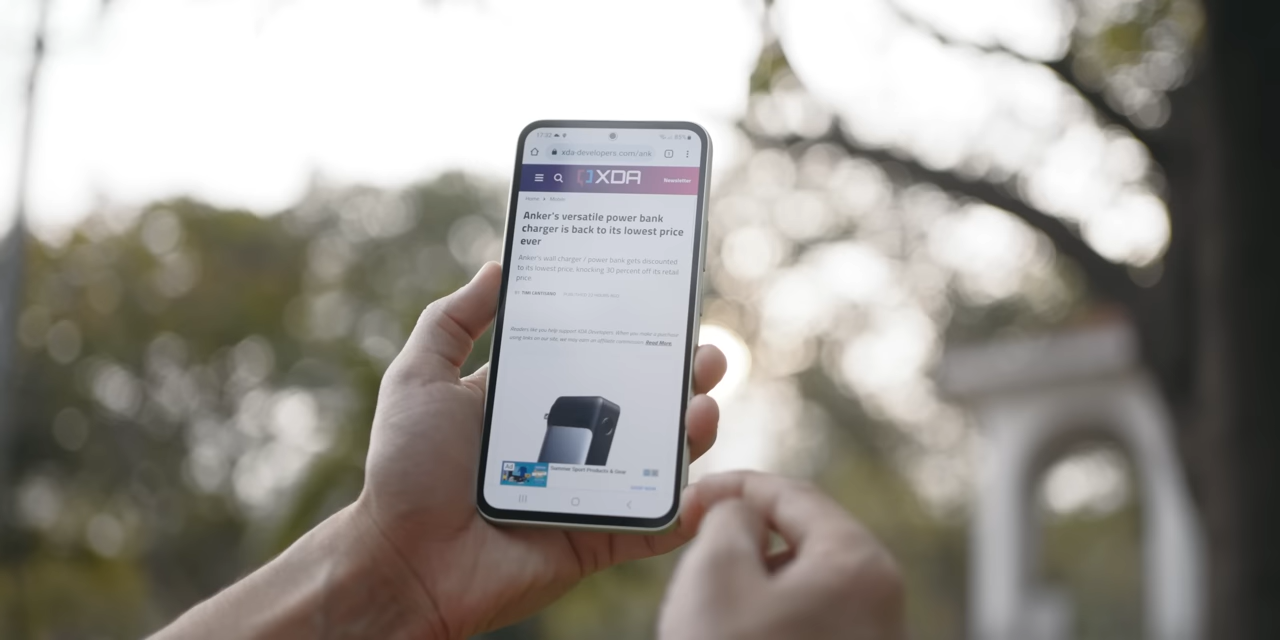 17:02
xda-developers.com/ank
XDA
Newsletter
Home > Mobile
Anker's versatile power bank
charger is back to its lowest price
ever
Anker's wall charger / power bank gets discounted
to its lowest price, knocking 30 percent off its retail
price
Readers like you help support XDA Developers. When you make a purchase
using links on our site, we may earn an affiliate commission. Read More.
Summer Sport Products & Gear